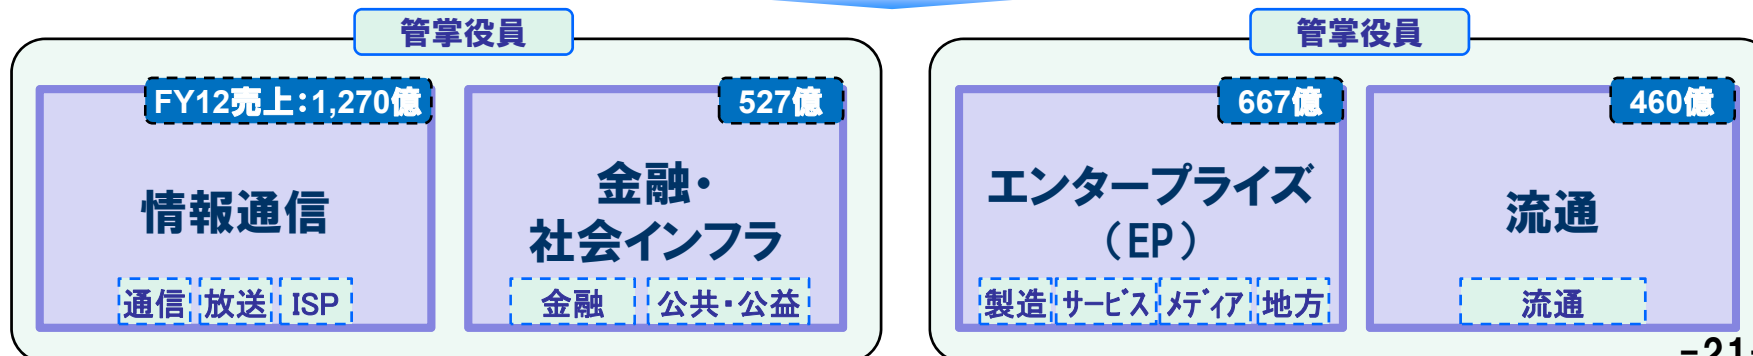 管掌役員
FY12売上：1,270億
情報通信
通信 放送 ISP
527億
金融・
社会インフラ
金融 公共・公益
管掌役員
667億
エンタープライズ
（EP）
製造 ｻｰﾋﾞｽ ﾒﾃﾞｨｱ 地方
460億
流通
流通
-21-